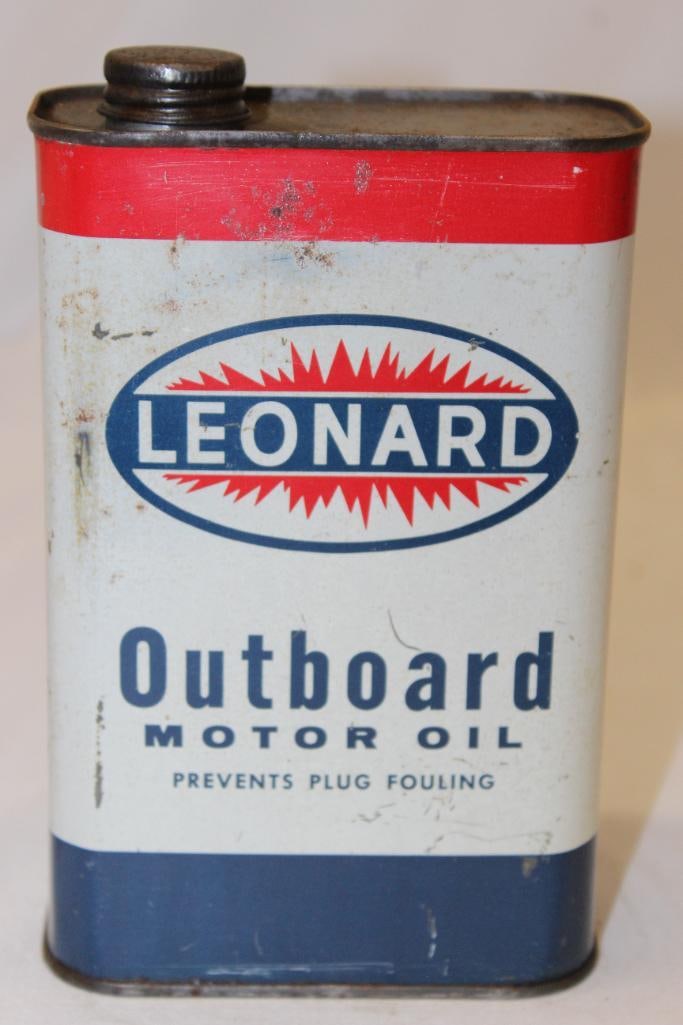 LEONARD
Outboard
MOTOR OIL
PREVENTS PLUG FOULING